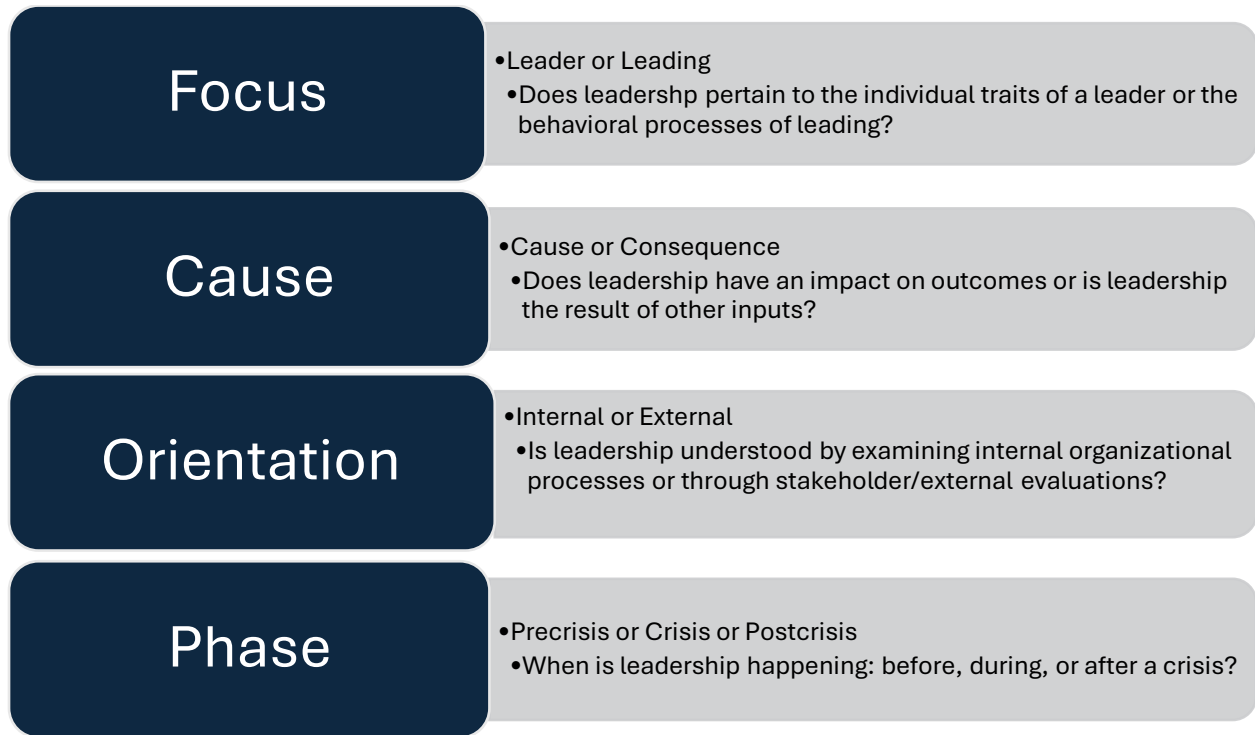 Focus
•Leader or Leading
•Does leadershp pertain to the individual traits of a leader or the
behavioral processes of leading?
Cause
•Cause or Consequence
•Does leadership have an impact on outcomes or is leadership
the result of other inputs?
Orientation
•Internal or External
•Is leadership understood by examining internal organizational
processes or through stakeholder/external evaluations?
Phase
•Precrisis or Crisis or Postcrisis
•When is leadership happening: before, during, or after a crisis?